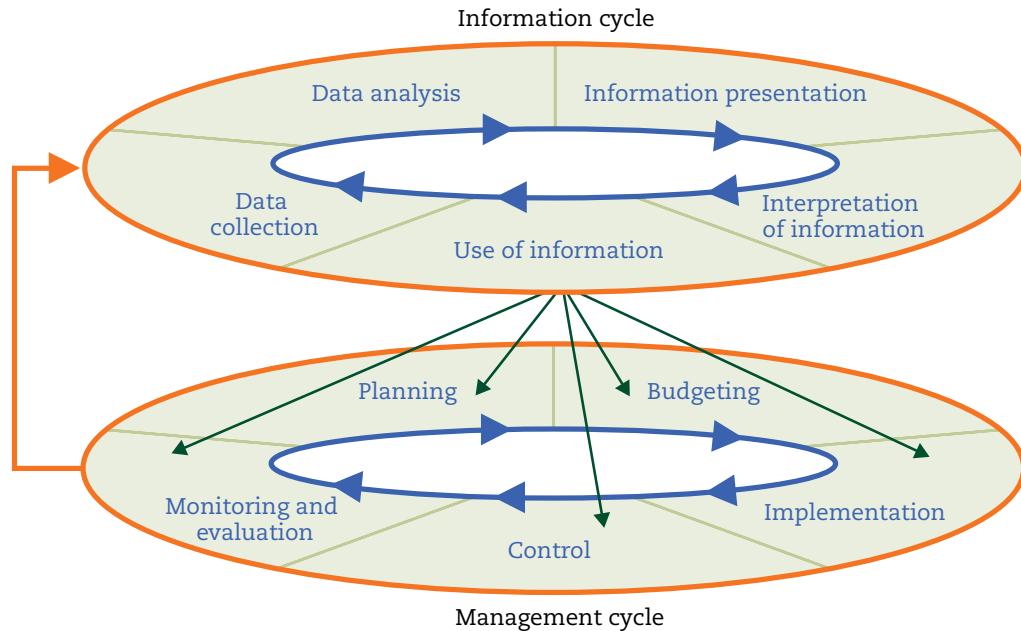 Information cycle
Data analysis
Information presentation
Data
collection
Interpretation
of information
Use of information
Planning
Budgeting
Monitoring and
evaluation
Implementation
Control
Management cycle